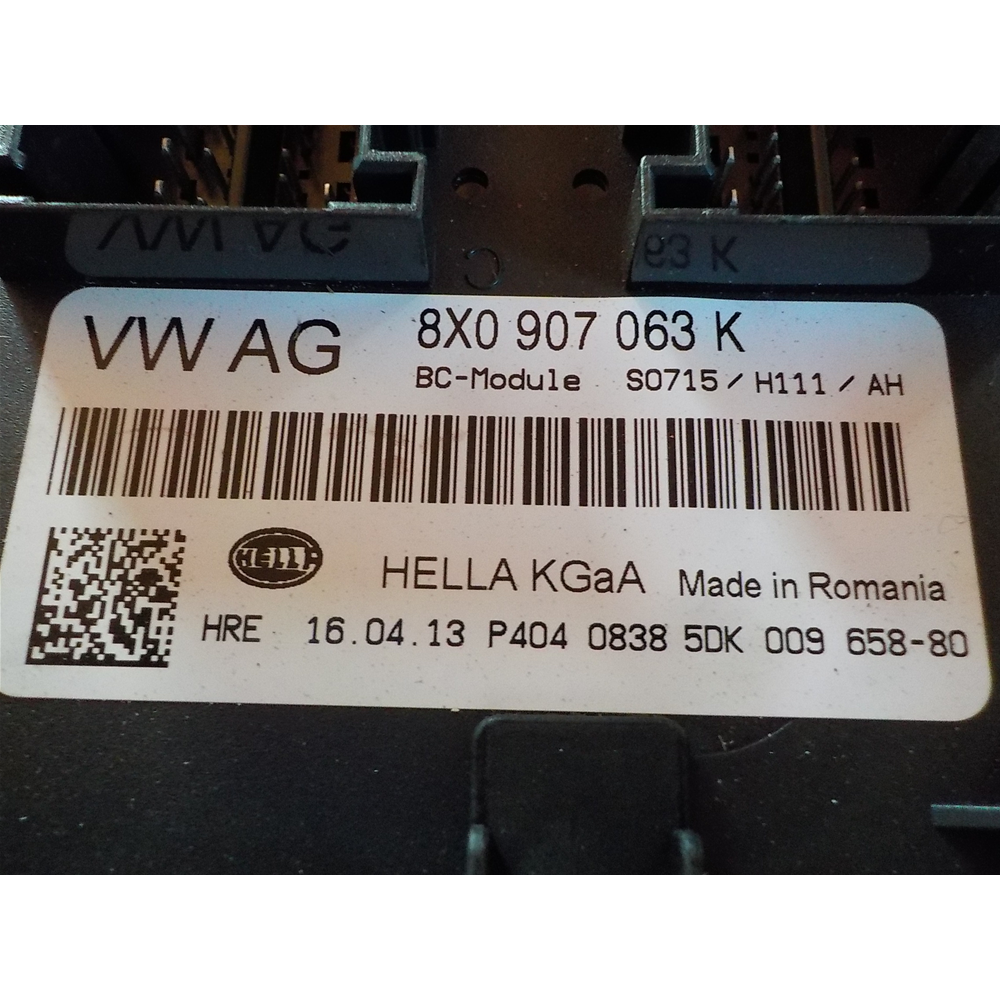 VW AG 8X0 907 063 K
BC-Module S0715 / H111 / AH
HELLA HELLA KGaA Made in Romania
HRE 16.04.13 P404 0838 5DK 009 658-80